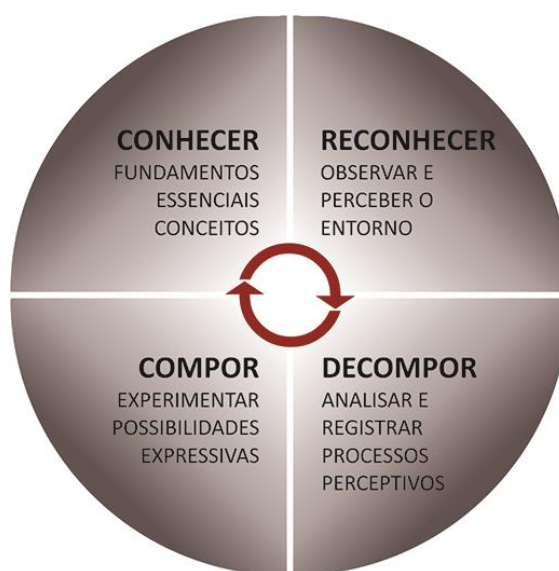 CONHECER
FUNDAMENTOS
ESSENCIAIS
CONCEITOS
RECONHECER
OBSERVAR E
PERCEBER O
ENTORNO
COMPOR
EXPERIMENTAR
POSSIBILIDADES
EXPRESSIVAS
DECOMPOR
ANALISAR E
REGISTRAR
PROCESSOS
PERCEPTIVOS